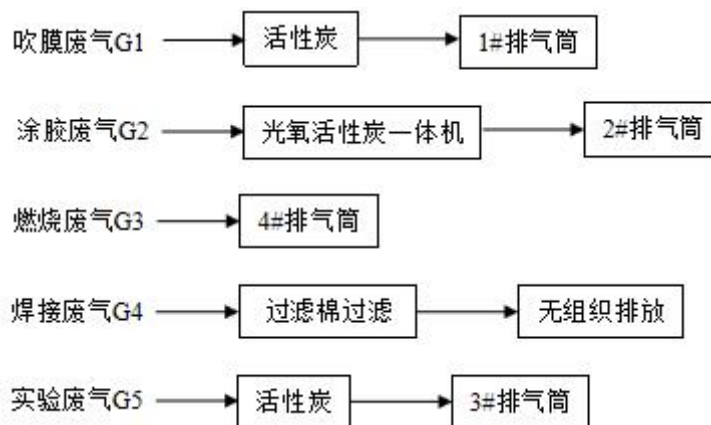 吹膜废气G1 活性炭 1#排气筒
涂胶废气G2 光氧活性炭一体机 2#排气筒
燃烧废气G3 4#排气筒
焊接废气G4 过滤棉过滤 无组织排放
实验废气G5 活性炭 3#排气筒